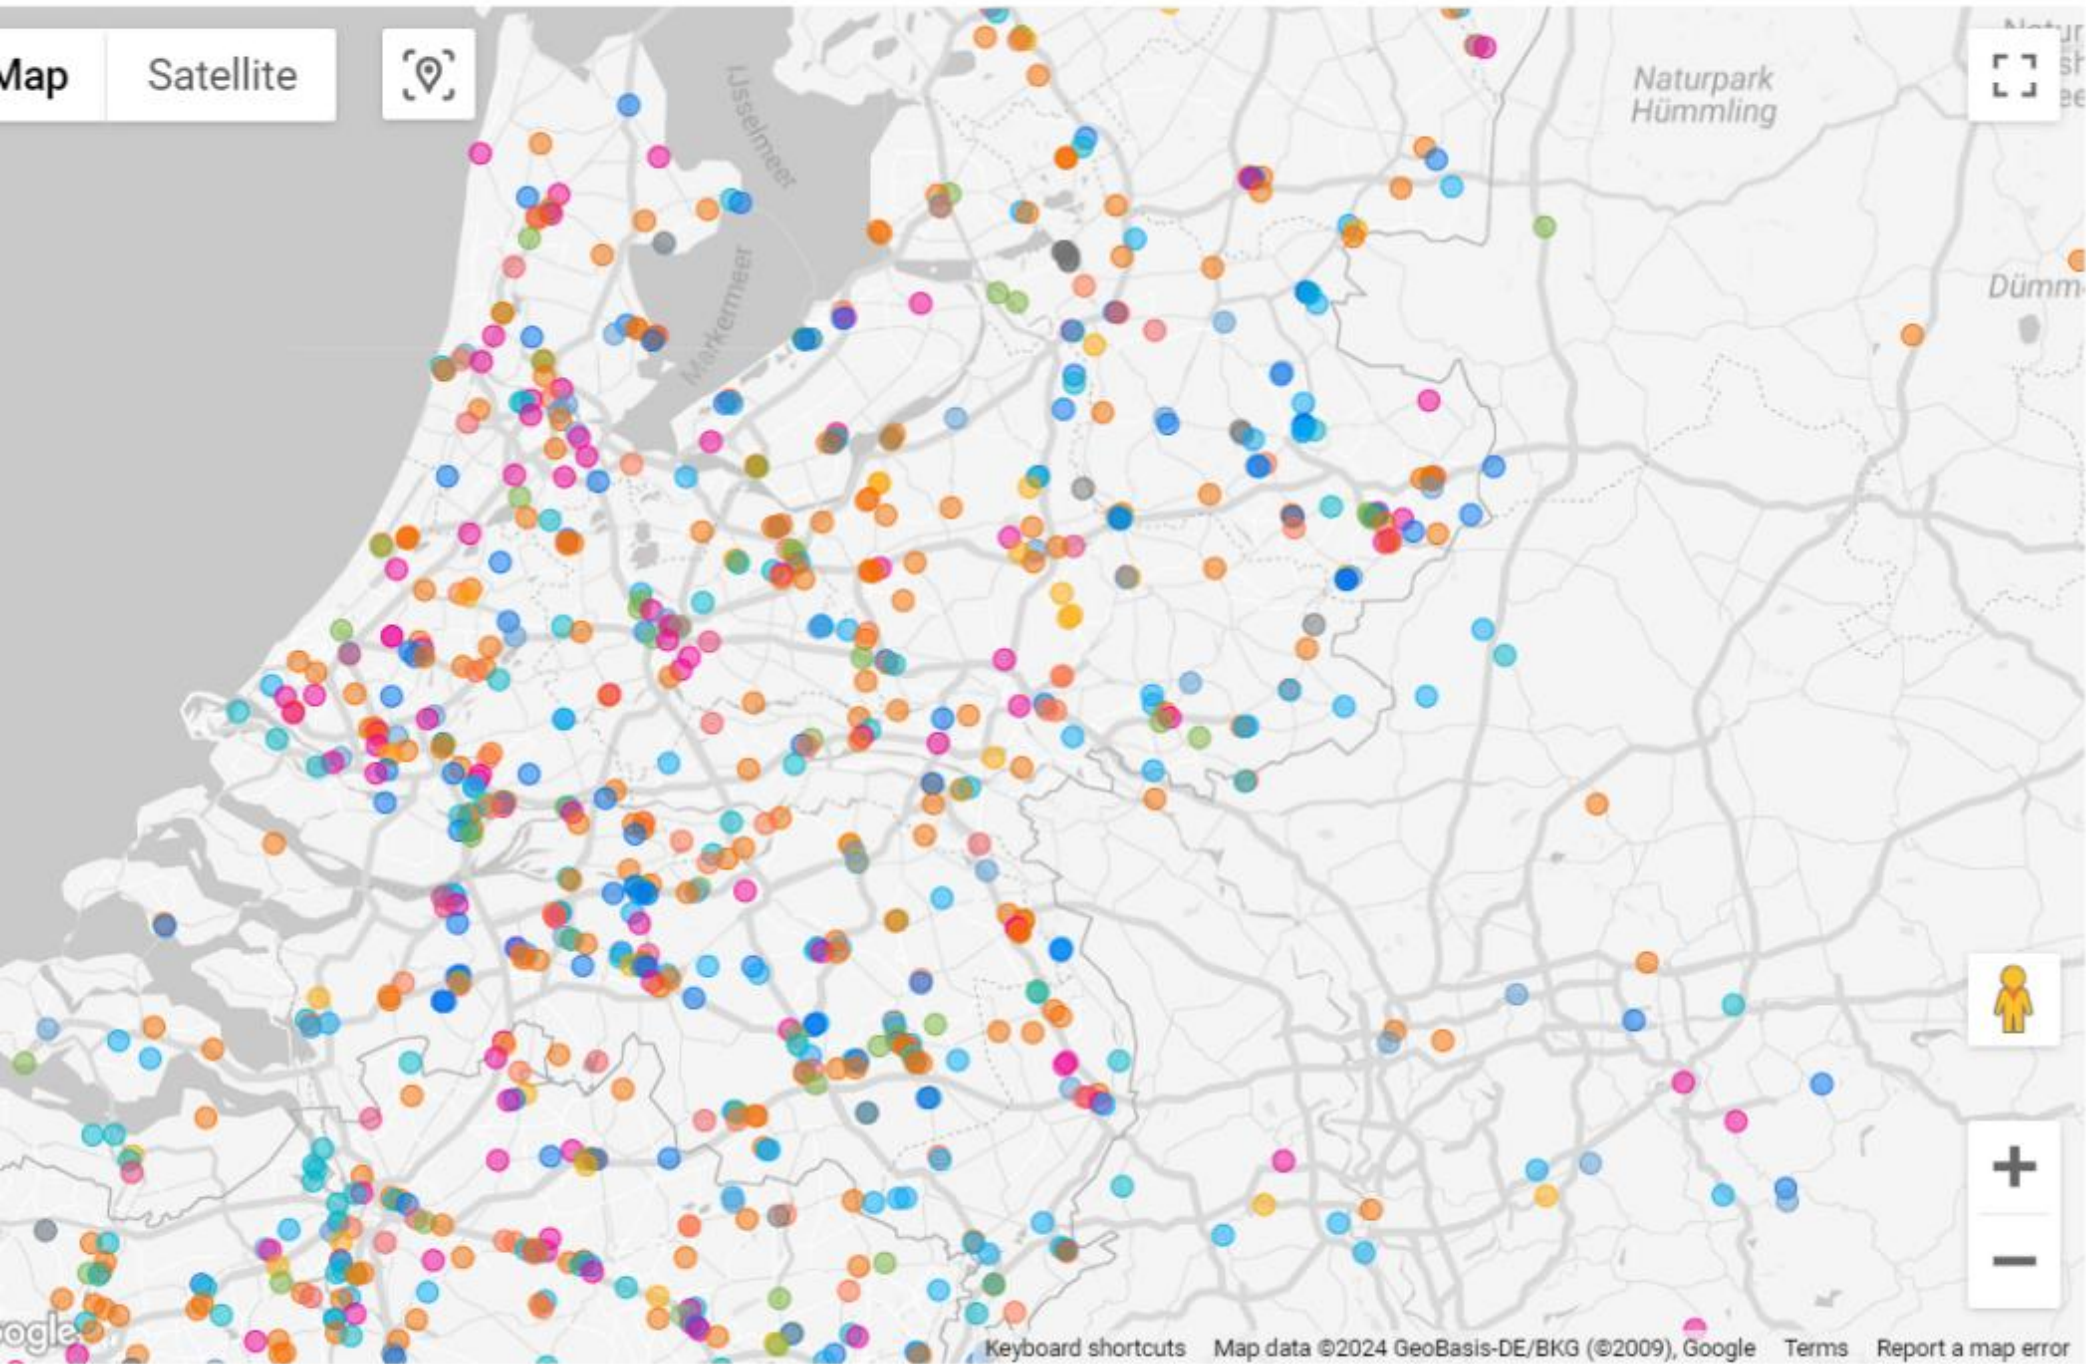 Map
Satellite
IJsselmeer
Naturpark
Hümmling
Markermeer
Keyboard shortcuts
Map data ©2024 GeoBasis-DE/BKG (©2009), Google
Terms
Report a map error